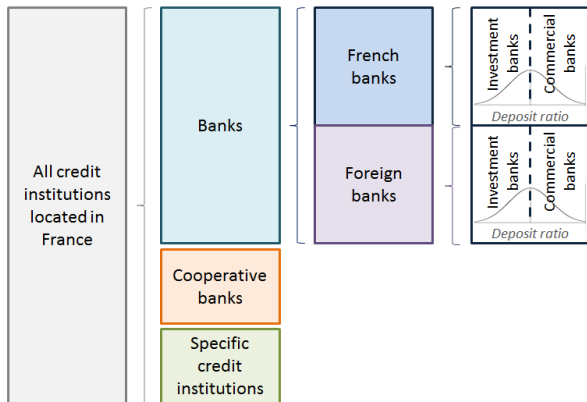 All credit
institutions
located in
France
Banks
Cooperative
banks
Specific
credit
institutions
French
banks
Foreign
banks
Investment
banks
Commercial
banks
Deposit ratio
Investment
banks
Commercial
banks
Deposit ratio